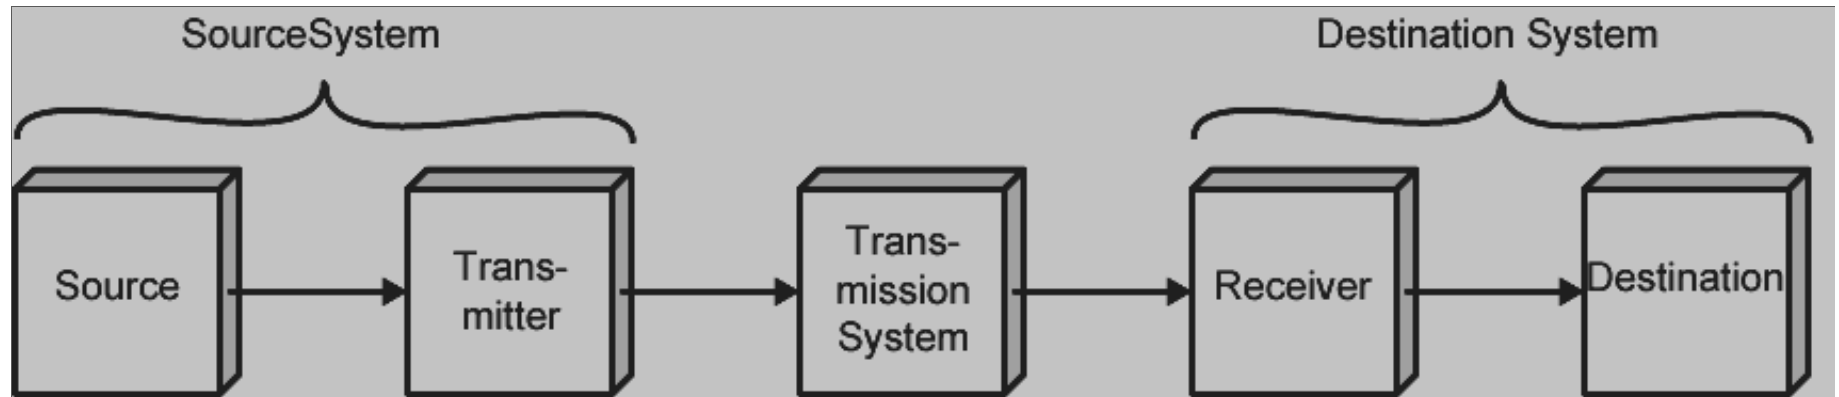 SourceSystem
Destination System
Source
Trans-
mitter
Trans-
mission
System
Receiver
Destination